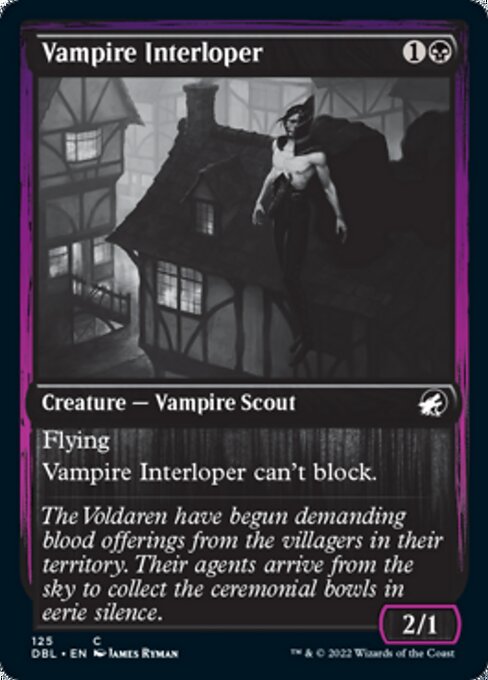 Vampire Interloper 1
Creature — Vampire Scout
Flying
Vampire Interloper can't block.
The Voldaren have begun demanding
blood offerings from the villagers in their
territory. Their agents arrive from the
sky to collect the ceremonial bowls in
eerie silence.
2/1
125 C
DBL • EN JAMES RYMAN
™ & © 2022 Wizards of the Coast